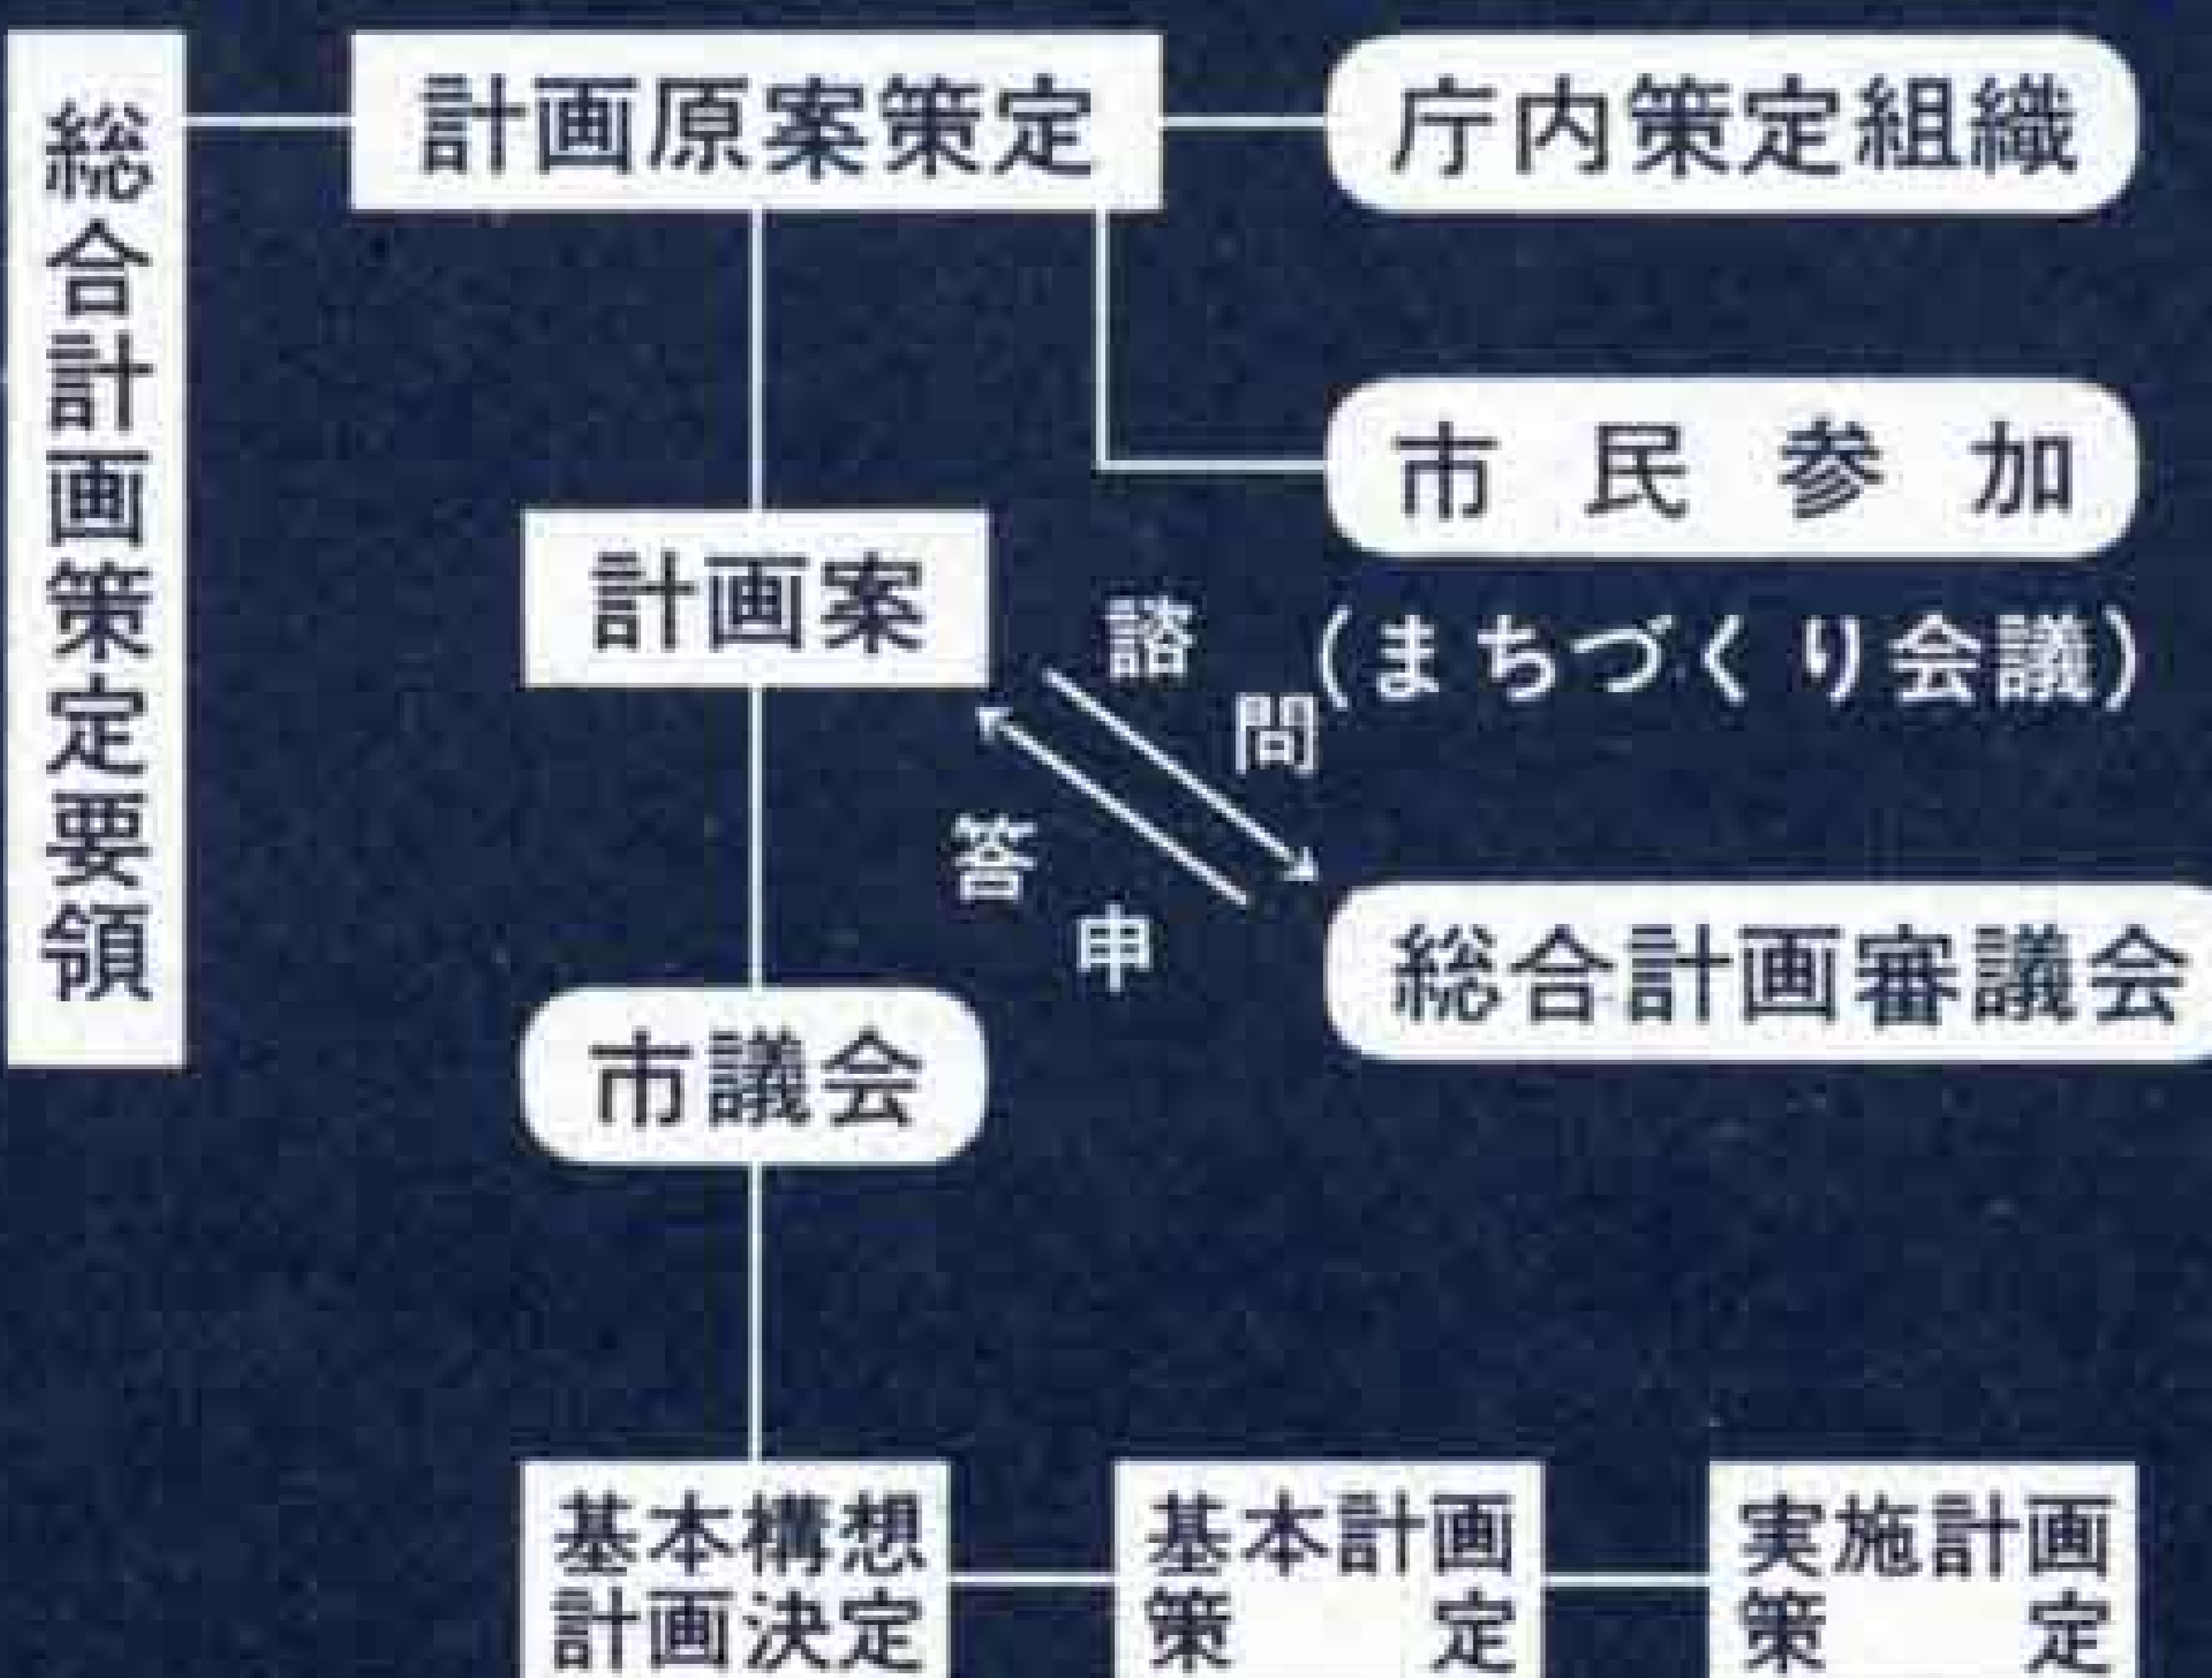 総合計画策定要領
計画原案策定
庁内策定組織
市民参加
(まちづくり会議)
計画案
諮問
答申
総合計画審議会
市議会
基本構想
計画決定
基本計画
策定
実施計画
策定